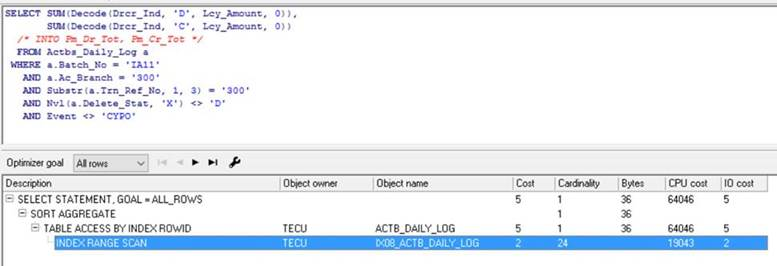 SELECT SUM(Decode(Drcr_Ind, 'D', Lcy_Amount, 0)),
SUM(Decode(Drcr_Ind, 'C', Lcy_Amount, 0))
/* INTO Pm_Dr_Tot, Pm_Cr_Tot */
FROM Actbs_Daily_Log a
WHERE a.Batch_No = 'IA11'
AND a.Ac_Branch = '300'
AND Substr(a.Trn_Ref_No, 1, 3) = '300'
AND Nvl(a.Delete_Stat, 'X') <> 'D'
AND Event <> 'CYPO'
Optimizer goal All rows
Description Object owner Object name Cost Cardinality Bytes CPU cost IO cost
SELECT STATEMENT, GOAL = ALL_ROWS 5 1 36 64046 5
SORT AGGREGATE 1 36
TABLE ACCESS BY INDEX ROWID TECU ACTB_DAILY_LOG 5 1 36 64046 5
INDEX RANGE SCAN TECU IX08_ACTB_DAILY_LOG 2 24 19043 2